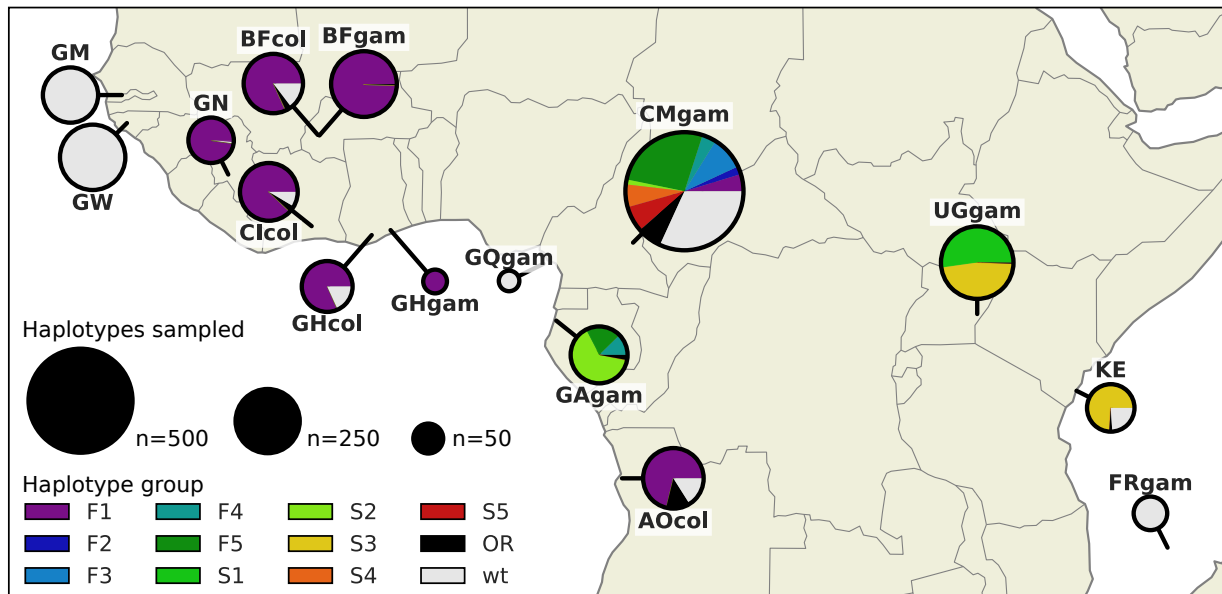 BFcol
BFgam
GM
GN
CMgam
GW
CIcol
UGgam
GQgam
GHcol
GHgam
Haplotypes sampled
n=500
n=250
n=50
GAgam
KE
AOcol
FRgam
Haplotype group
F1
F4
S2
S5
F2
F5
S3
OR
F3
S1
S4
wt